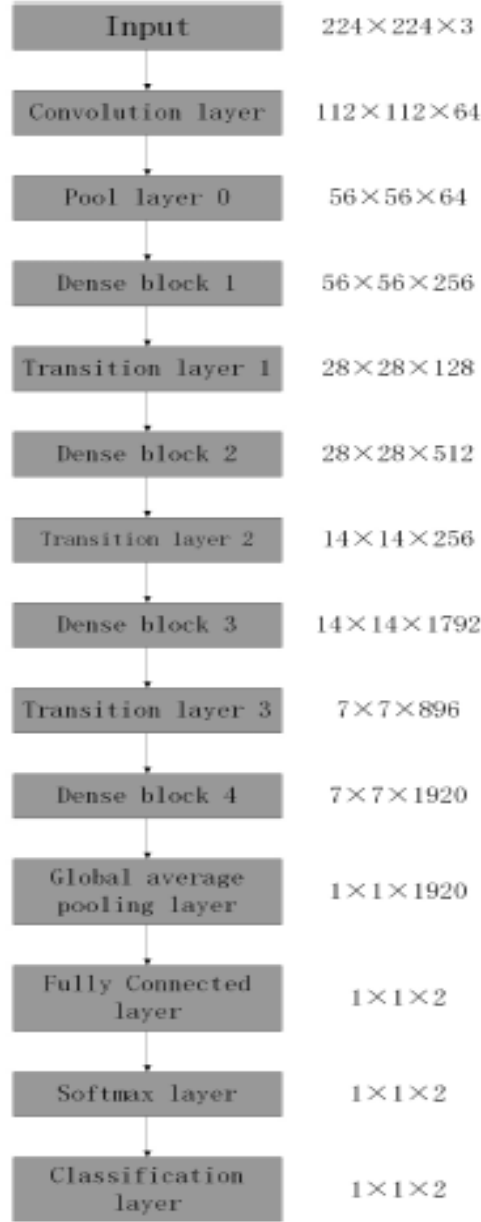 Input 224×224×3
Convolution layer 112×112×64
Pool layer 0 56×56×64
Dense block 1 56×56×256
Transition layer 1 28×28×128
Dense block 2 28×28×512
Transition layer 2 14×14×256
Dense block 3 14×14×1792
Transition layer 3 7×7×896
Dense block 4 7×7×1920
Global average
pooling layer 1×1×1920
Fully Connected
layer 1×1×2
Softmax layer 1×1×2
Classification
layer 1×1×2